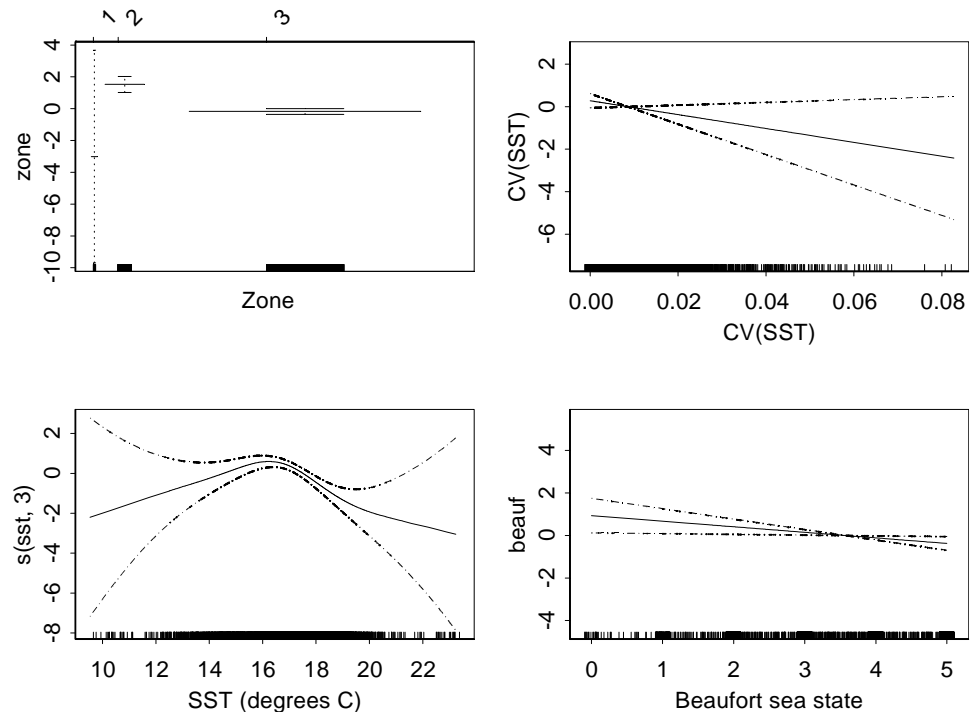 1 2 3
zone
4
2
0
-2
-4
-6
-8
-10
Zone
CV(SST)
2
0
-2
-4
-6
0.00 0.02 0.04 0.06 0.08
CV(SST)
s(sst, 3)
2
0
-2
-4
-6
-8
10 12 14 16 18 20 22
SST (degrees C)
beauf
4
2
0
-2
-4
0 1 2 3 4 5
Beaufort sea state